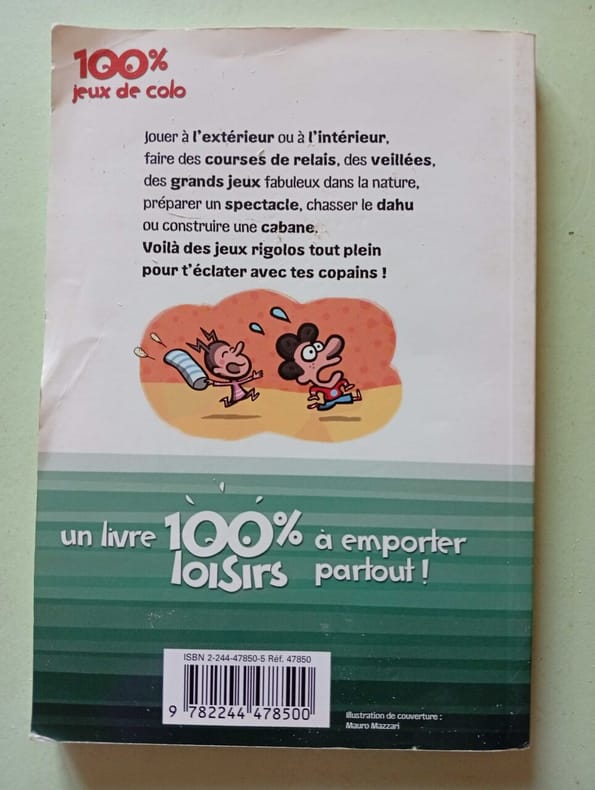 100%
jeux de colo
Jouer à l'extérieur ou à l'intérieur,
faire des courses de relais, des veillées,
des grands jeux fabuleux dans la nature,
préparer un spectacle, chasser le dahu
ou construire une cabane.
Voilà des jeux rigolos tout plein
pour t'éclater avec tes copains !
un livre 100% à emporter
loisirs partout !
ISBN 2-244-47850-5 Réf. 47850
9 782244 478500
Illustration de couverture :
Mauro Mazzari